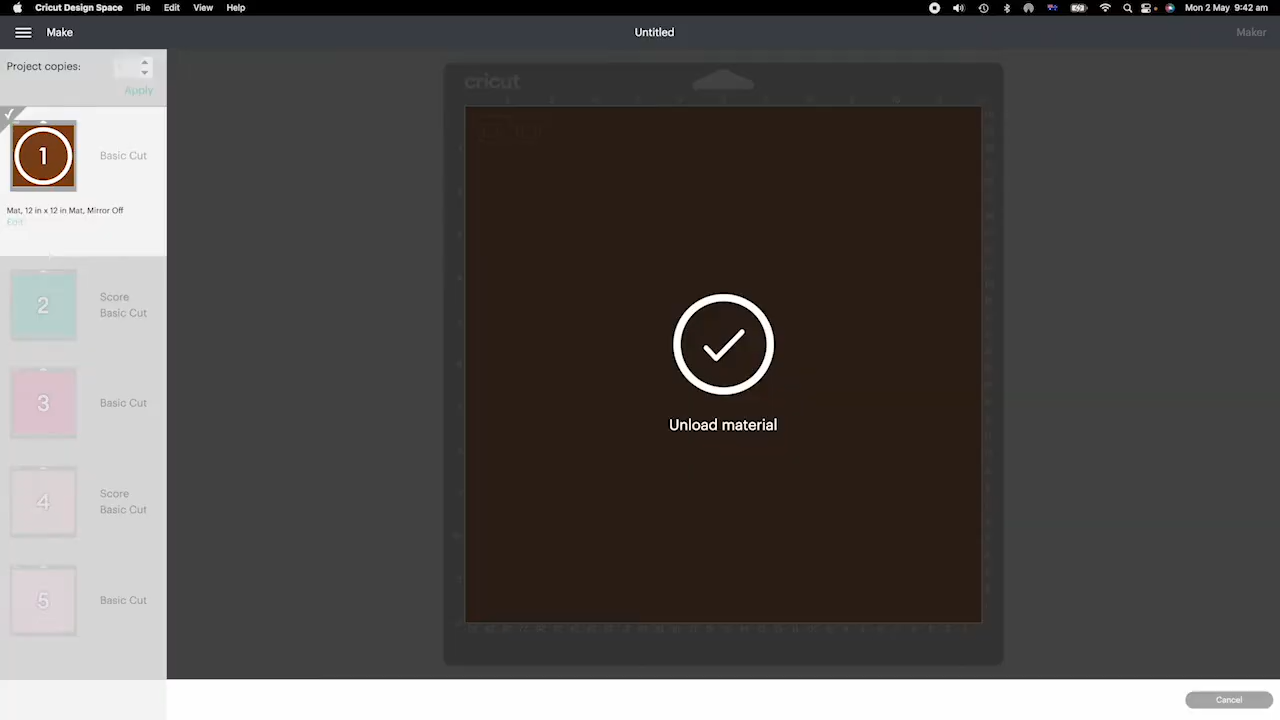 Cricut Design Space File Edit View Help Mon 2 May 9:42 am
Make Untitled Maker
Project copies:
Apply
cricut
1 Basic Cut
Mat, 12 in x 12 in Mat, Mirror Off
Edit
2 Score
Basic Cut
Unload material
3 Basic Cut
4 Score
Basic Cut
5 Basic Cut
Cancel